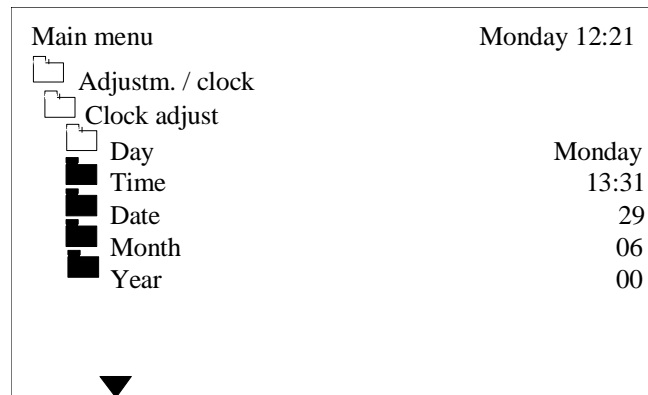 Main menu Monday 12:21
Adjustm. / clock
Clock adjust
Day Monday
Time 13:31
Date 29
Month 06
Year 00